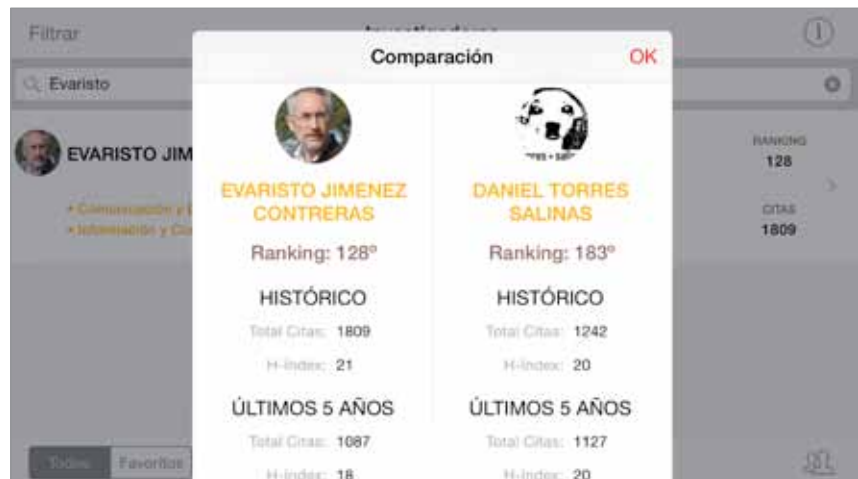 Filtrar
Comparación
OK
Evaristo
EVARISTO JIM
RANKING
128
CITAS
1809
EVARISTO JIMENEZ
CONTRERAS
Ranking: 128º
HISTÓRICO
Total Citas: 1809
H-Index: 21
ÚLTIMOS 5 AÑOS
Total Citas: 1087
H-Index: 18
DANIEL TORRES
SALINAS
Ranking: 183º
HISTÓRICO
Total Citas: 1242
H-Index: 20
ÚLTIMOS 5 AÑOS
Total Citas: 1127
H-Index: 20
Todos
Favoritos